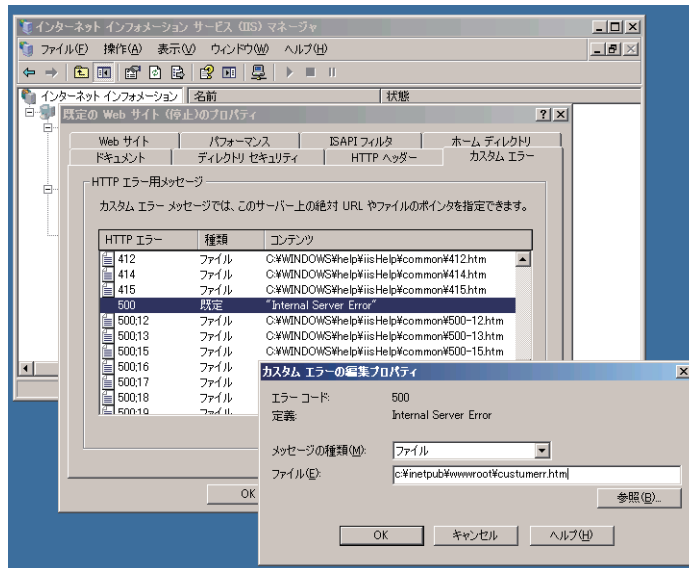 インターネット インフォメーション サービス (IIS) マネージャ
ファイル(F) 操作(A) 表示(V) ウィンドウ(W) ヘルプ(H)
インターネット インフォメーション 名前 状態
既定の Web サイト (停止)のプロパティ
Web サイト パフォーマンス ISAPI フィルタ ホーム ディレクトリ
ドキュメント ディレクトリ セキュリティ HTTP ヘッダー カスタム エラー
HTTP エラー用メッセージ
カスタム エラー メッセージでは、このサーバー上の絶対 URL やファイルのポインタを指定できます。
HTTP エラー 種類 コンテンツ
412 ファイル C:¥WINDOWS¥help¥iisHelp¥common¥412.htm
414 ファイル C:¥WINDOWS¥help¥iisHelp¥common¥414.htm
415 ファイル C:¥WINDOWS¥help¥iisHelp¥common¥415.htm
500 既定 "Internal Server Error"
500;12 ファイル C:¥WINDOWS¥help¥iisHelp¥common¥500-12.htm
500;13 ファイル C:¥WINDOWS¥help¥iisHelp¥common¥500-13.htm
500;15 ファイル C:¥WINDOWS¥help¥iisHelp¥common¥500-15.htm
500;16 ファイル
500;17 ファイル
500;18 ファイル
500;19 ファイル
OK
カスタム エラーの編集プロパティ
エラー コード: 500
定義: Internal Server Error
メッセージの種類(M): ファイル
ファイル(E): c:¥inetpub¥wwwroot¥custumerr.htm
参照(B)...
OK キャンセル ヘルプ(H)